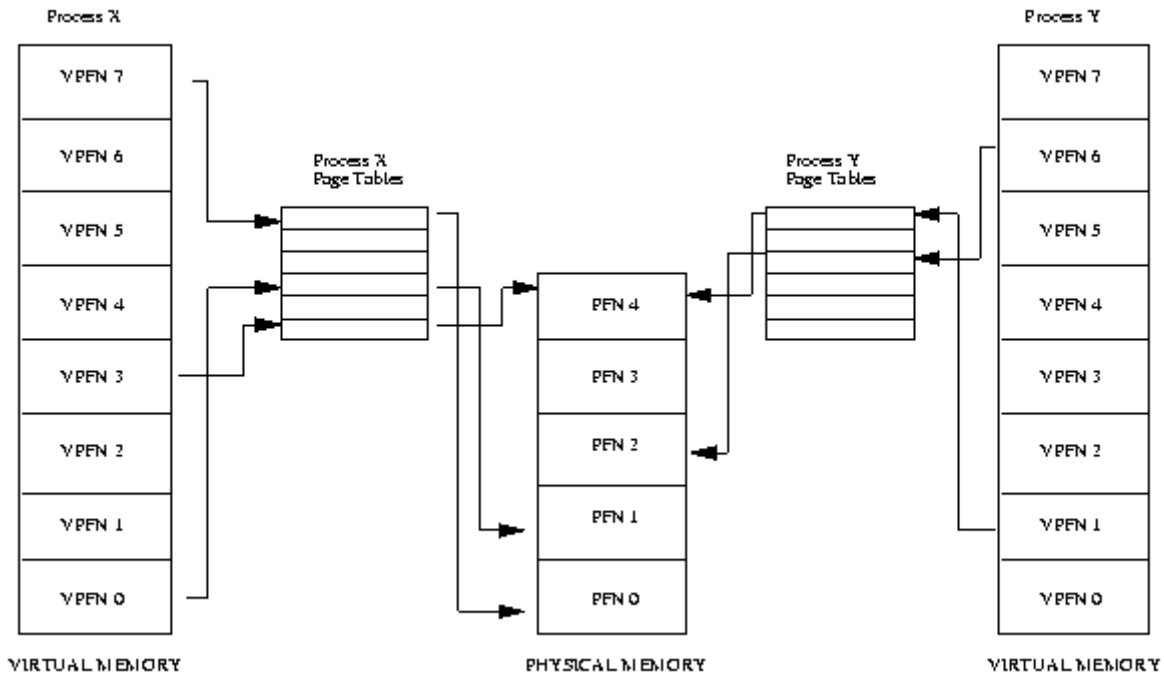 Process X
Process Y
VPFN 7
VPFN 6
VPFN 5
VPFN 4
VPFN 3
VPFN 2
VPFN 1
VPFN 0
VIRTUAL MEMORY
Process X
Page Tables
PFN 4
PFN 3
PFN 2
PFN 1
PFN 0
PHYSICAL MEMORY
Process Y
Page Tables
VPFN 7
VPFN 6
VPFN 5
VPFN 4
VPFN 3
VPFN 2
VPFN 1
VPFN 0
VIRTUAL MEMORY